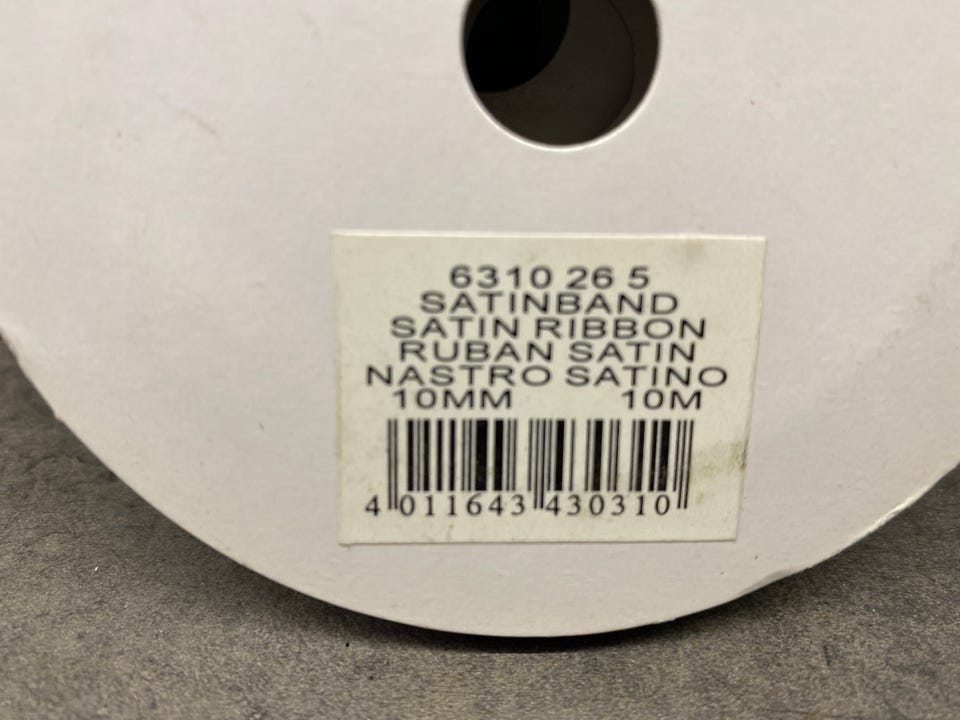 6310 26 5
SATINBAND
SATIN RIBBON
RUBAN SATIN
NASTRO SATINO
10MM 10M
4 011643 430310